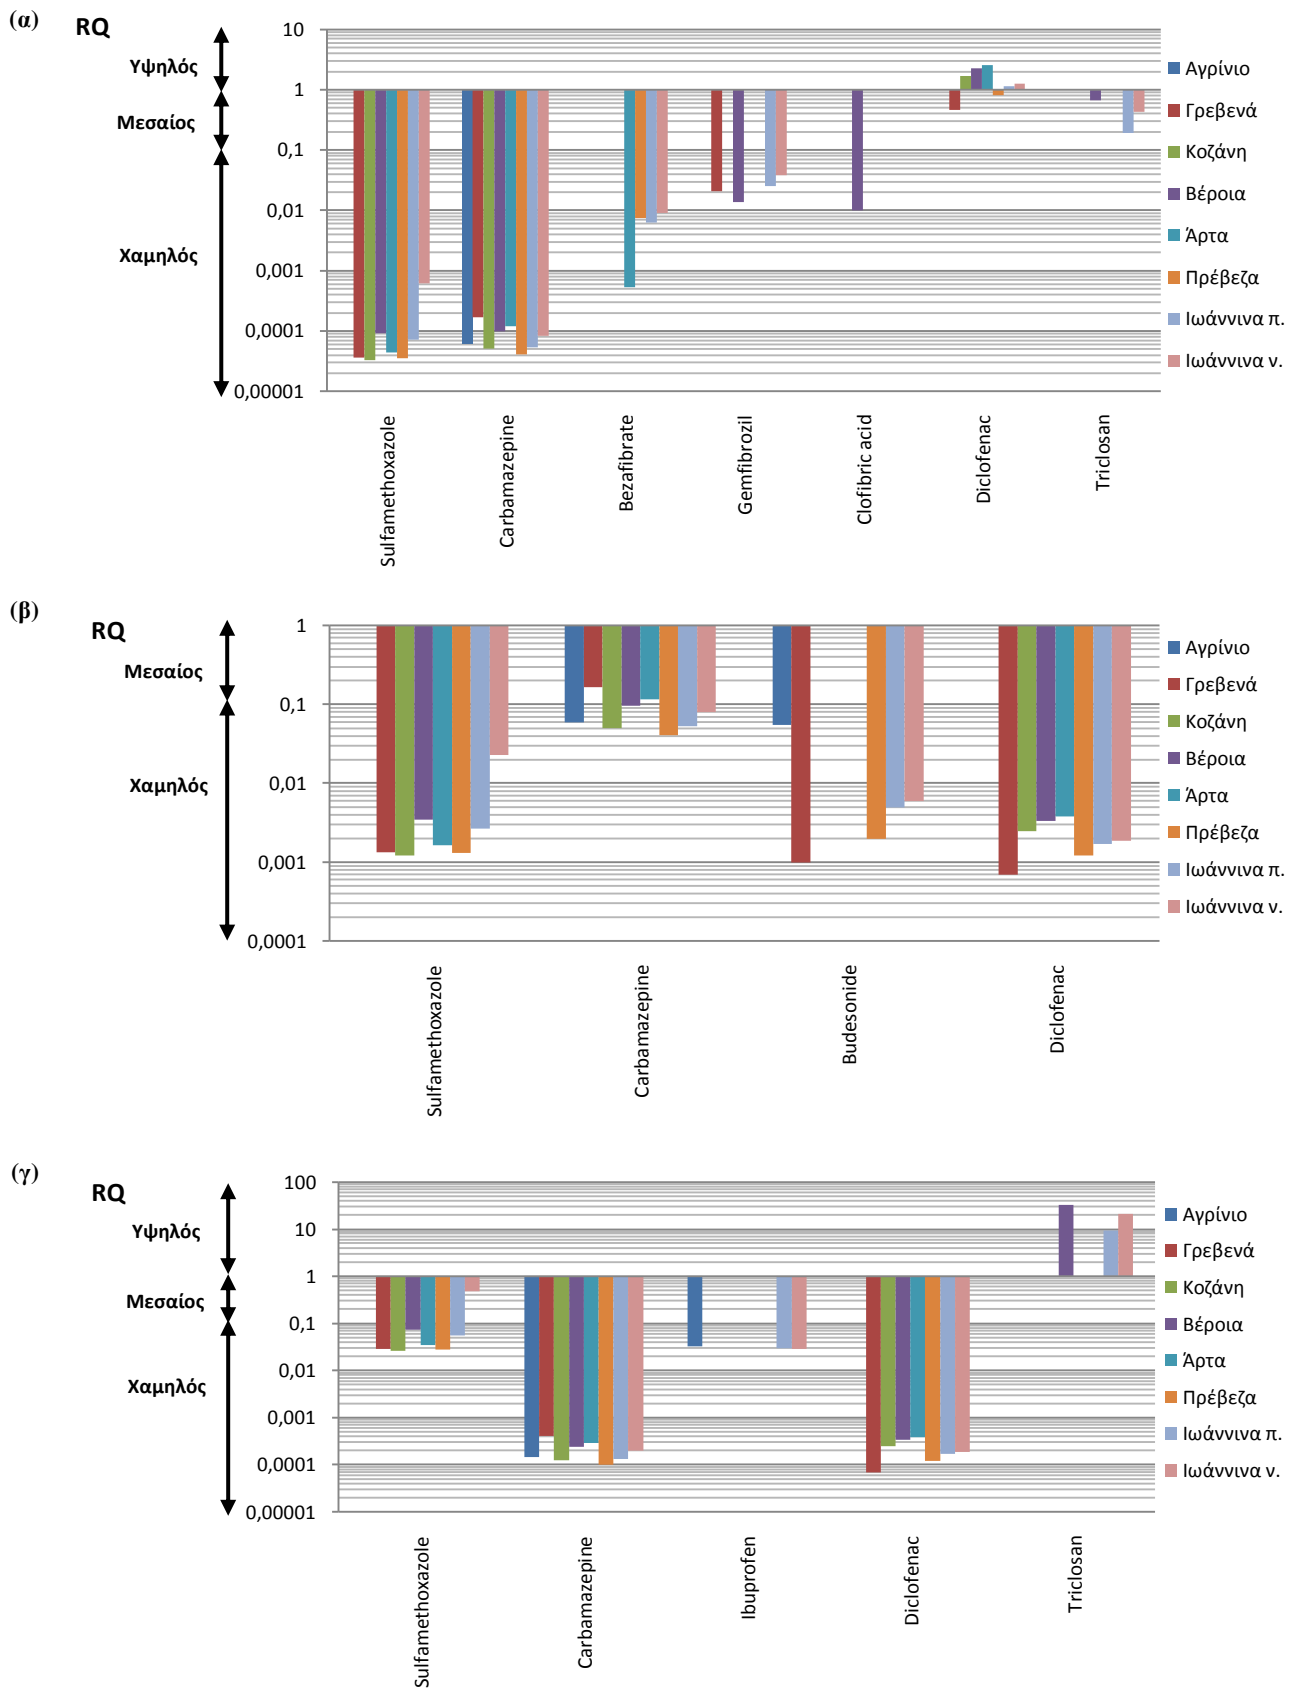 (α)
RQ
Υψηλός
Μεσαίος
Χαμηλός
10
1
0,1
0,01
0,001
0,0001
0,00001
Sulfamethoxazole
Carbamazepine
Bezafibrate
Gemfibrozil
Clofibric acid
Diclofenac
Triclosan
Αγρίνιο
Γρεβενά
Κοζάνη
Βέροια
Άρτα
Πρέβεζα
Ιωάννινα π.
Ιωάννινα ν.
(β)
RQ
Μεσαίος
Χαμηλός
1
0,1
0,01
0,001
0,0001
Sulfamethoxazole
Carbamazepine
Budesonide
Diclofenac
Αγρίνιο
Γρεβενά
Κοζάνη
Βέροια
Άρτα
Πρέβεζα
Ιωάννινα π.
Ιωάννινα ν.
(γ)
RQ
Υψηλός
Μεσαίος
Χαμηλός
100
10
1
0,1
0,01
0,001
0,0001
0,00001
Sulfamethoxazole
Carbamazepine
Ibuprofen
Diclofenac
Triclosan
Αγρίνιο
Γρεβενά
Κοζάνη
Βέροια
Άρτα
Πρέβεζα
Ιωάννινα π.
Ιωάννινα ν.